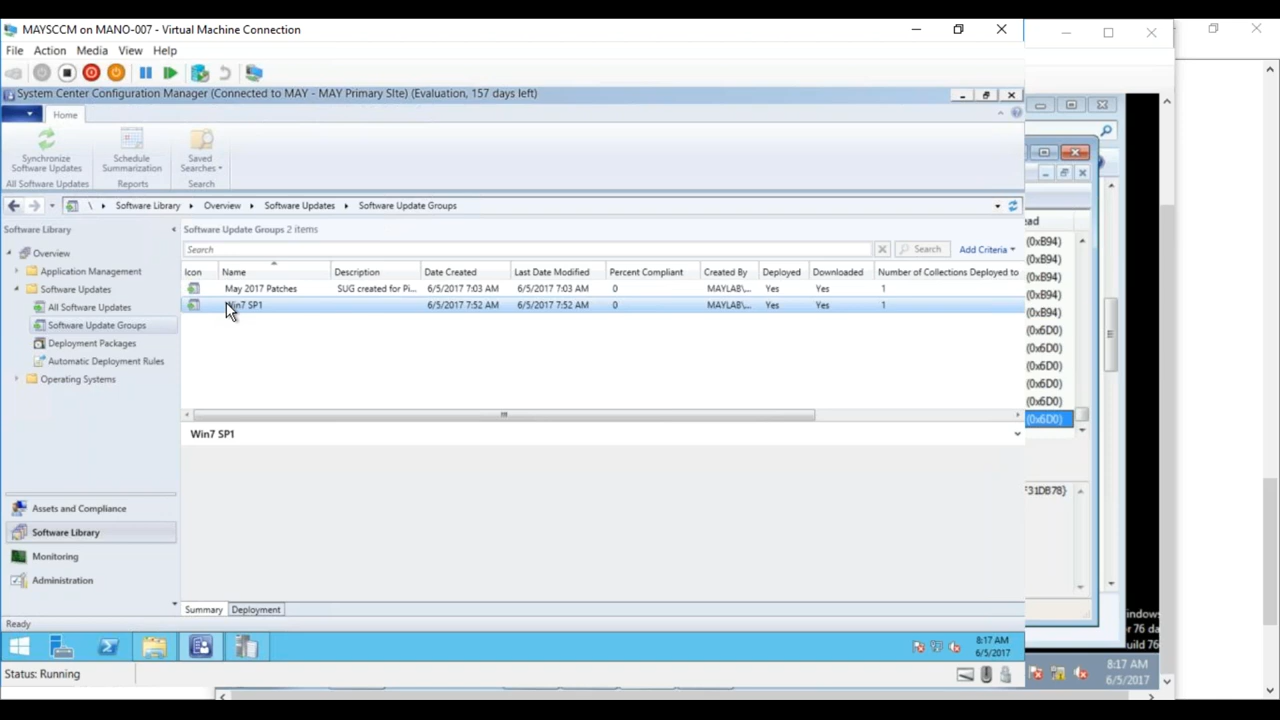 MAYSCCM on MANO-007 - Virtual Machine Connection
File Action Media View Help
System Center Configuration Manager (Connected to MAY - MAY Primary SIte) (Evaluation, 157 days left)
Home
Synchronize Software Updates
Schedule Summarization
Saved Searches
All Software Updates Reports Search
\ Software Library Overview Software Updates Software Update Groups
Software Library
Software Update Groups 2 items
Overview
Search Search Add Criteria
Application Management
Icon Name Description Date Created Last Date Modified Percent Compliant Created By Deployed Downloaded Number of Collections Deployed to
Software Updates
May 2017 Patches SUG created for Pi... 6/5/2017 7:03 AM 6/5/2017 7:03 AM 0 MAYLAB\... Yes Yes 1
All Software Updates
Win7 SP1 6/5/2017 7:52 AM 6/5/2017 7:52 AM 0 MAYLAB\... Yes Yes 1
Software Update Groups
Deployment Packages
Automatic Deployment Rules
Operating Systems
Win7 SP1
Assets and Compliance
Software Library
Monitoring
Administration
Summary Deployment
Ready
8:17 AM
6/5/2017
Status: Running
ead
(0xB94)
(0xB94)
(0xB94)
(0xB94)
(0xB94)
(0x6D0)
(0x6D0)
(0x6D0)
(0x6D0)
(0x6D0)
(0x6D0)
F31DB78}
indows
r 76 da
uild 76
8:17 AM
6/5/2017